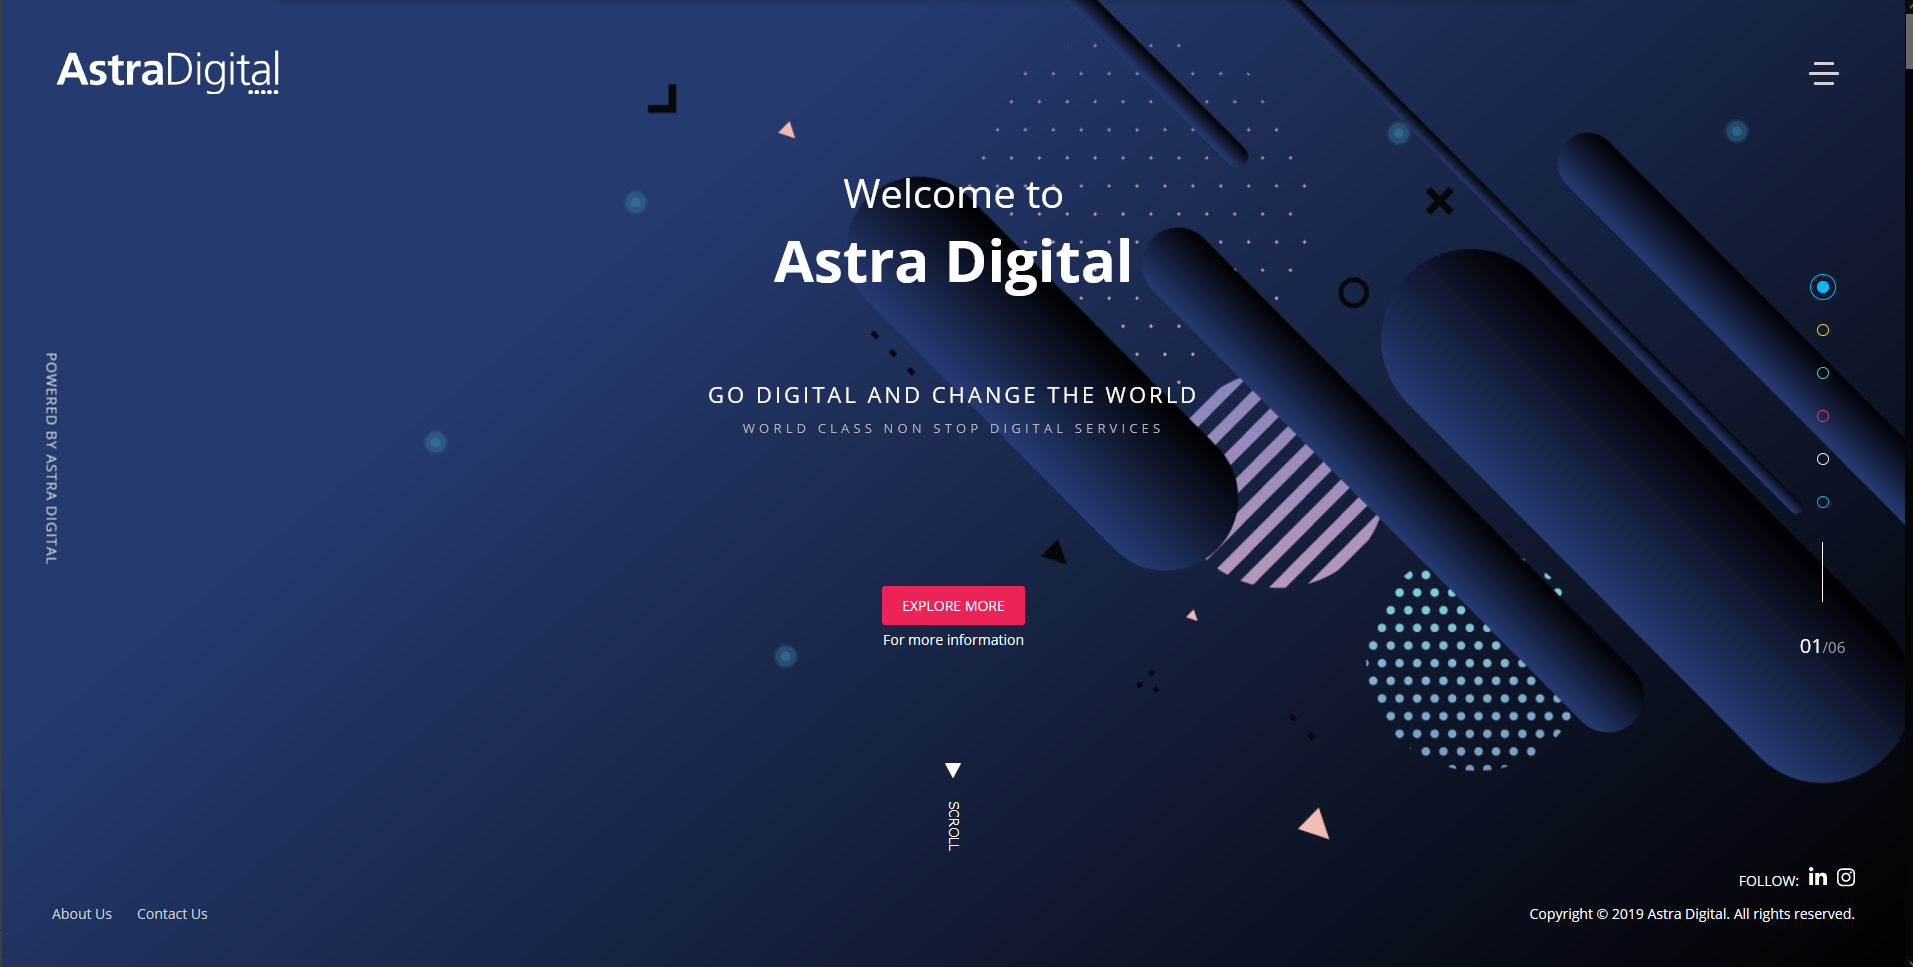 AstraDigital
Welcome to
Astra Digital
GO DIGITAL AND CHANGE THE WORLD
WORLD CLASS NON STOP DIGITAL SERVICES
POWERED BY ASTRA DIGITAL
EXPLORE MORE
For more information
01/06
SCROLL
FOLLOW:
About Us
Contact Us
Copyright © 2019 Astra Digital. All rights reserved.